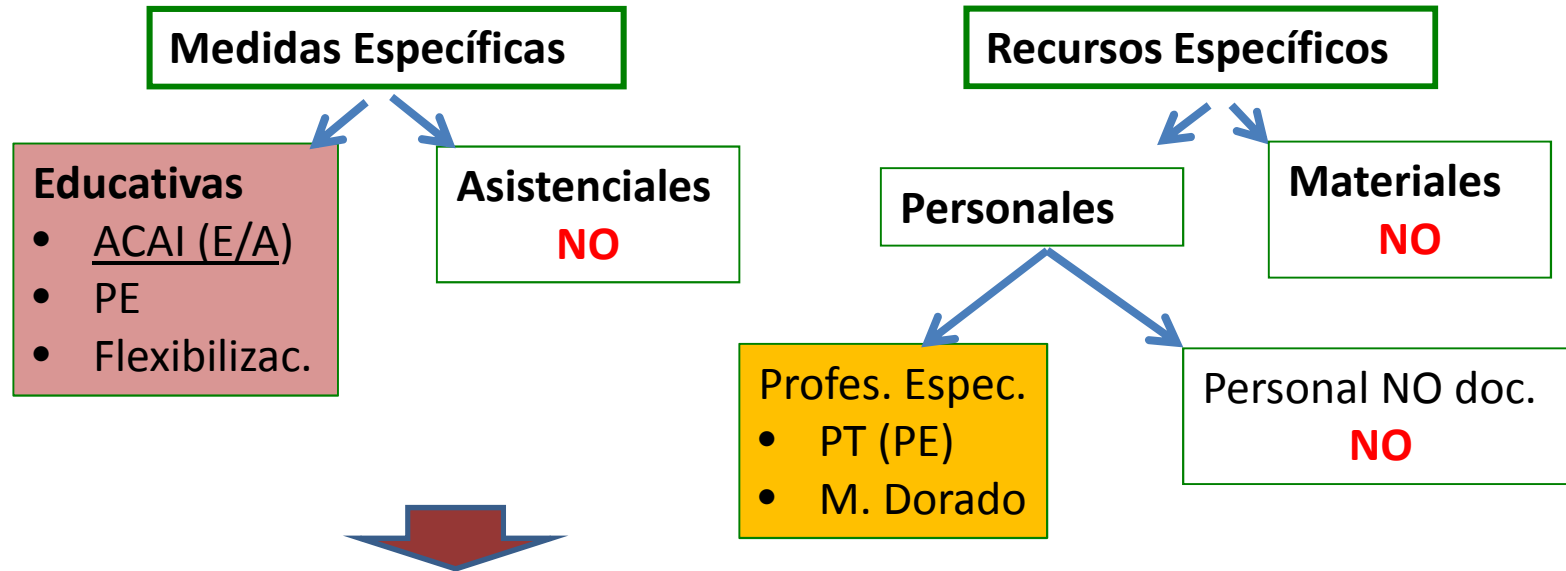 Medidas Específicas
Educativas
• ACAI (E/A)
• PE
• Flexibilizac.
Asistenciales
NO
Recursos Específicos
Personales
Materiales
NO
Profes. Espec.
• PT (PE)
• M. Dorado
Personal NO doc.
NO